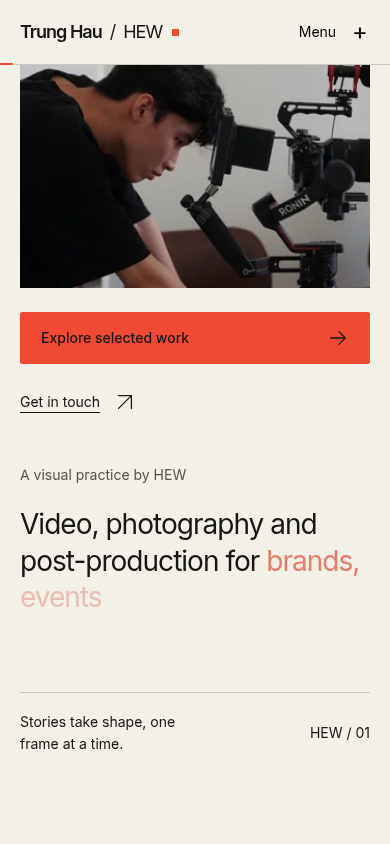 Trung Hau / HEW
Menu +
RONIN
Explore selected work
Get in touch
A visual practice by HEW
Video, photography and
post-production for brands,
events
Stories take shape, one
frame at a time.
HEW / 01